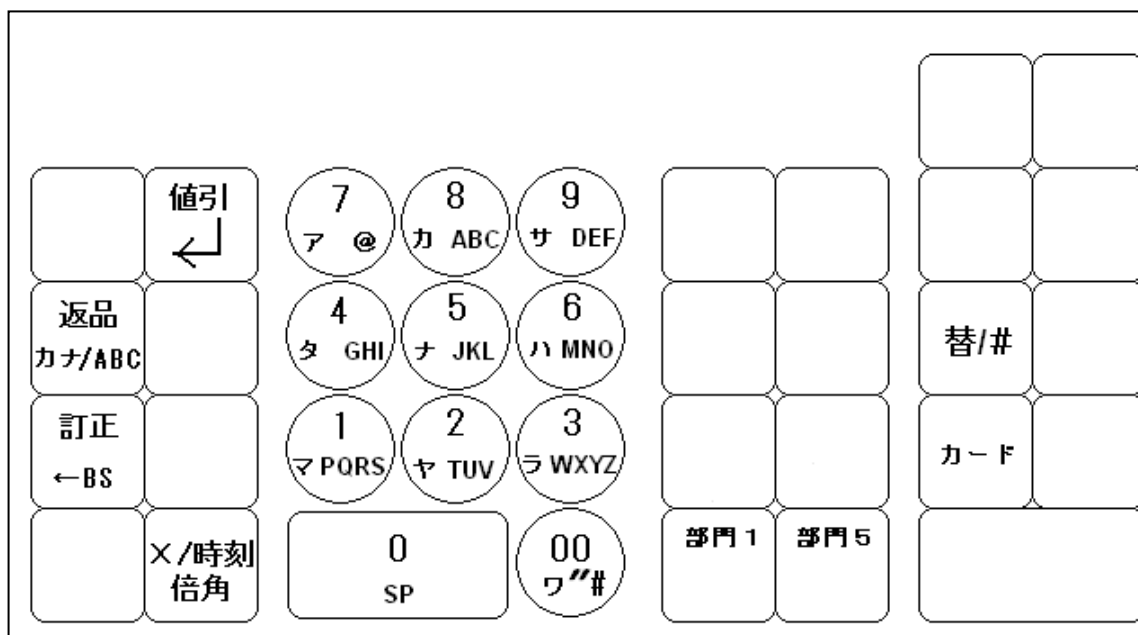 値引
7
ア @
8
カ ABC
9
サ DEF
返品
カナ/ABC
4
タ GHI
5
ナ JKL
6
ハ MNO
替/#
訂正
←BS
1
マ PQRS
2
ヤ TUV
3
ラ WXYZ
カード
×/時刻
倍角
0
SP
00
ワ〃#
部門1
部門5